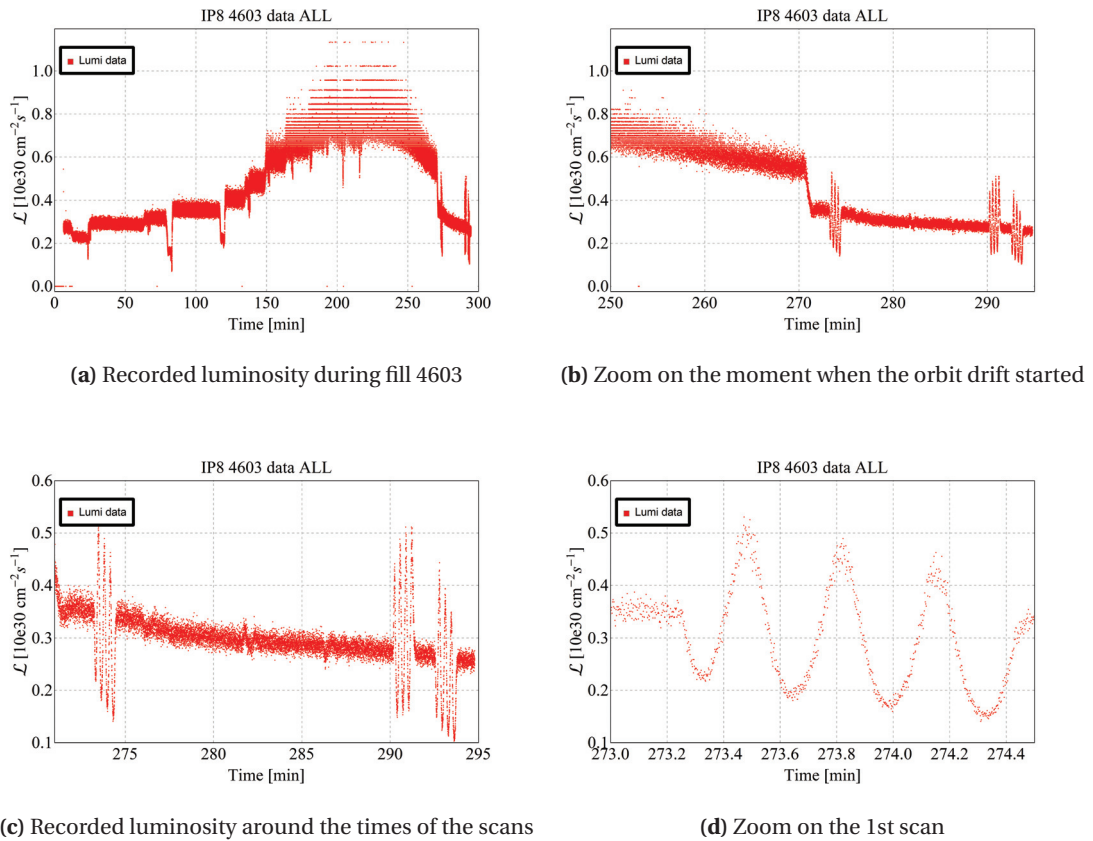 IP8 4603 data ALL
Lumi data
ℒ [10e30 cm⁻²s⁻¹]
1.0
0.8
0.6
0.4
0.2
0.0
0 50 100 150 200 250 300
Time [min]
(a) Recorded luminosity during fill 4603
IP8 4603 data ALL
Lumi data
ℒ [10e30 cm⁻²s⁻¹]
1.0
0.8
0.6
0.4
0.2
0.0
250 260 270 280 290
Time [min]
(b) Zoom on the moment when the orbit drift started
IP8 4603 data ALL
Lumi data
ℒ [10e30 cm⁻²s⁻¹]
0.6
0.5
0.4
0.3
0.2
0.1
275 280 285 290 295
Time [min]
(c) Recorded luminosity around the times of the scans
IP8 4603 data ALL
Lumi data
ℒ [10e30 cm⁻²s⁻¹]
0.6
0.5
0.4
0.3
0.2
0.1
273.0 273.2 273.4 273.6 273.8 274.0 274.2 274.4
Time [min]
(d) Zoom on the 1st scan